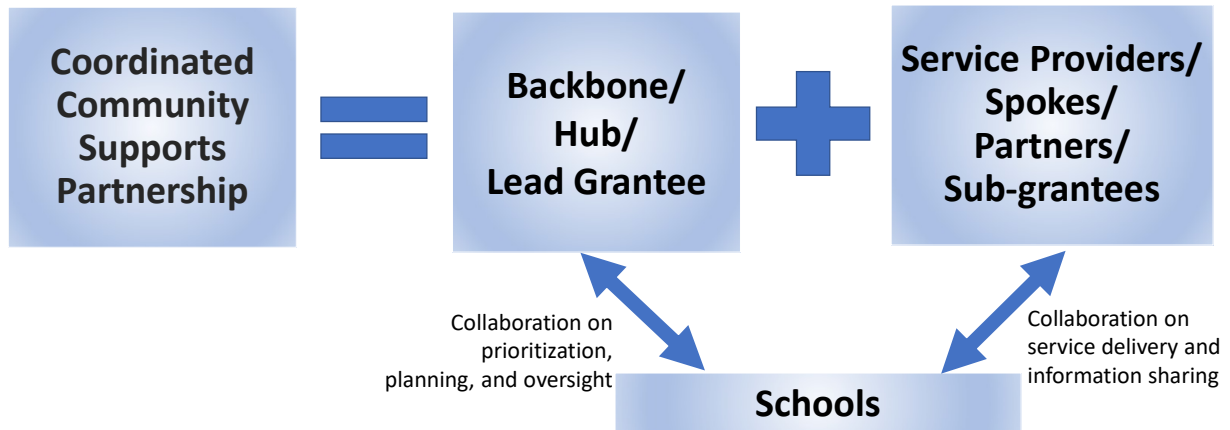 Coordinated
Community
Supports
Partnership
Backbone/
Hub/
Lead Grantee
Service Providers/
Spokes/
Partners/
Sub-grantees
Collaboration on
prioritization,
planning, and oversight
Collaboration on
service delivery and
information sharing
Schools